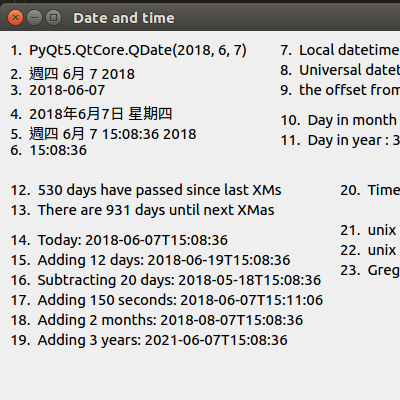 Date and time
1. PyQt5.QtCore.QDate(2018, 6, 7)
2. 週四 6月 7 2018
3. 2018-06-07
4. 2018年6月7日 星期四
5. 週四 6月 7 15:08:36 2018
6. 15:08:36
7. Local datetime
8. Universal datet
9. the offset from
10. Day in month
11. Day in year : 3
12. 530 days have passed since last XMs
13. There are 931 days until next XMas
14. Today: 2018-06-07T15:08:36
15. Adding 12 days: 2018-06-19T15:08:36
16. Subtracting 20 days: 2018-05-18T15:08:36
17. Adding 150 seconds: 2018-06-07T15:11:06
18. Adding 2 months: 2018-08-07T15:08:36
19. Adding 3 years: 2021-06-07T15:08:36
20. Time
21. unix
22. unix
23. Greg